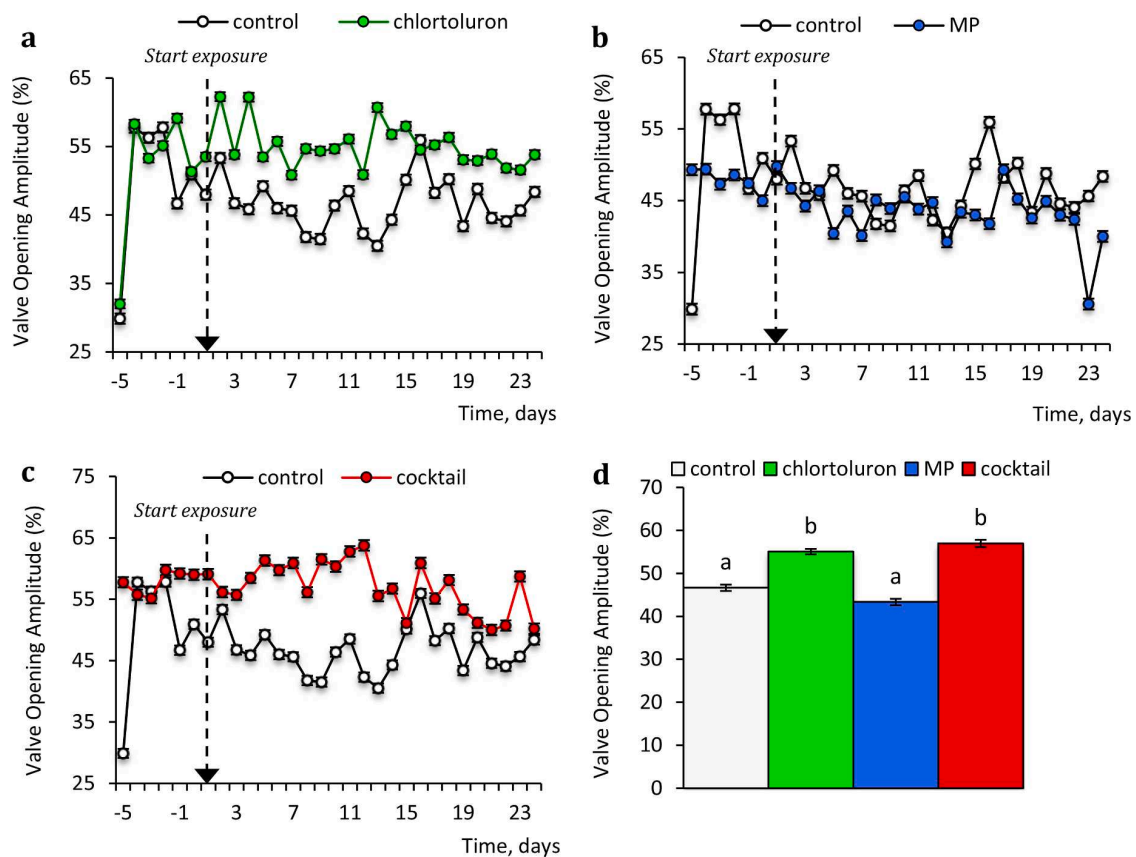 a
control chlortoluron
Start exposure
Valve Opening Amplitude (%)
65
55
45
35
25
-5 -1 3 7 11 15 19 23
Time, days
b
control MP
Start exposure
Valve Opening Amplitude (%)
65
55
45
35
25
-5 -1 3 7 11 15 19 23
Time, days
c
control cocktail
Start exposure
Valve Opening Amplitude (%)
75
65
55
45
35
25
-5 -1 3 7 11 15 19 23
Time, days
d
control chlortoluron MP cocktail
Valve Opening Amplitude (%)
70
60
50
40
30
20
10
0
a b a b